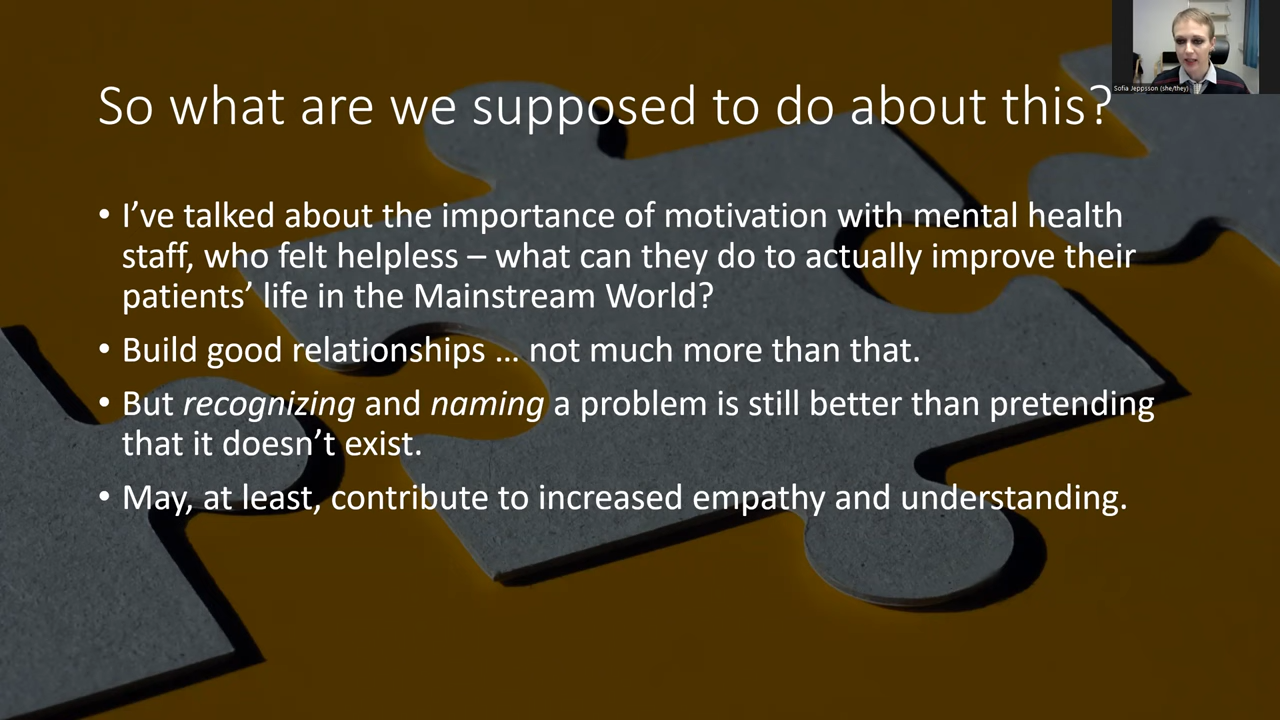 So what are we supposed to do about this?
Sofia Jeppsson (she/they)
• I’ve talked about the importance of motivation with mental health
staff, who felt helpless – what can they do to actually improve their
patients’ life in the Mainstream World?
• Build good relationships … not much more than that.
• But recognizing and naming a problem is still better than pretending
that it doesn’t exist.
• May, at least, contribute to increased empathy and understanding.